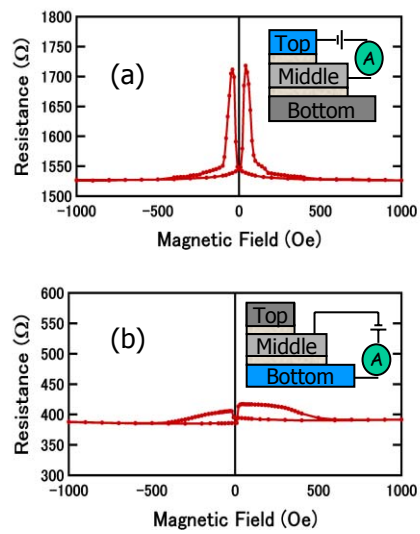 1800
1750
1700
1650
1600
1550
1500
Resistance (Ω)
(a)
Top
Middle
Bottom
A
-1000 -500 0 500 1000
Magnetic Field (Oe)
600
550
500
450
400
350
300
Resistance (Ω)
(b)
Top
Middle
Bottom
A
-1000 -500 0 500 1000
Magnetic Field (Oe)